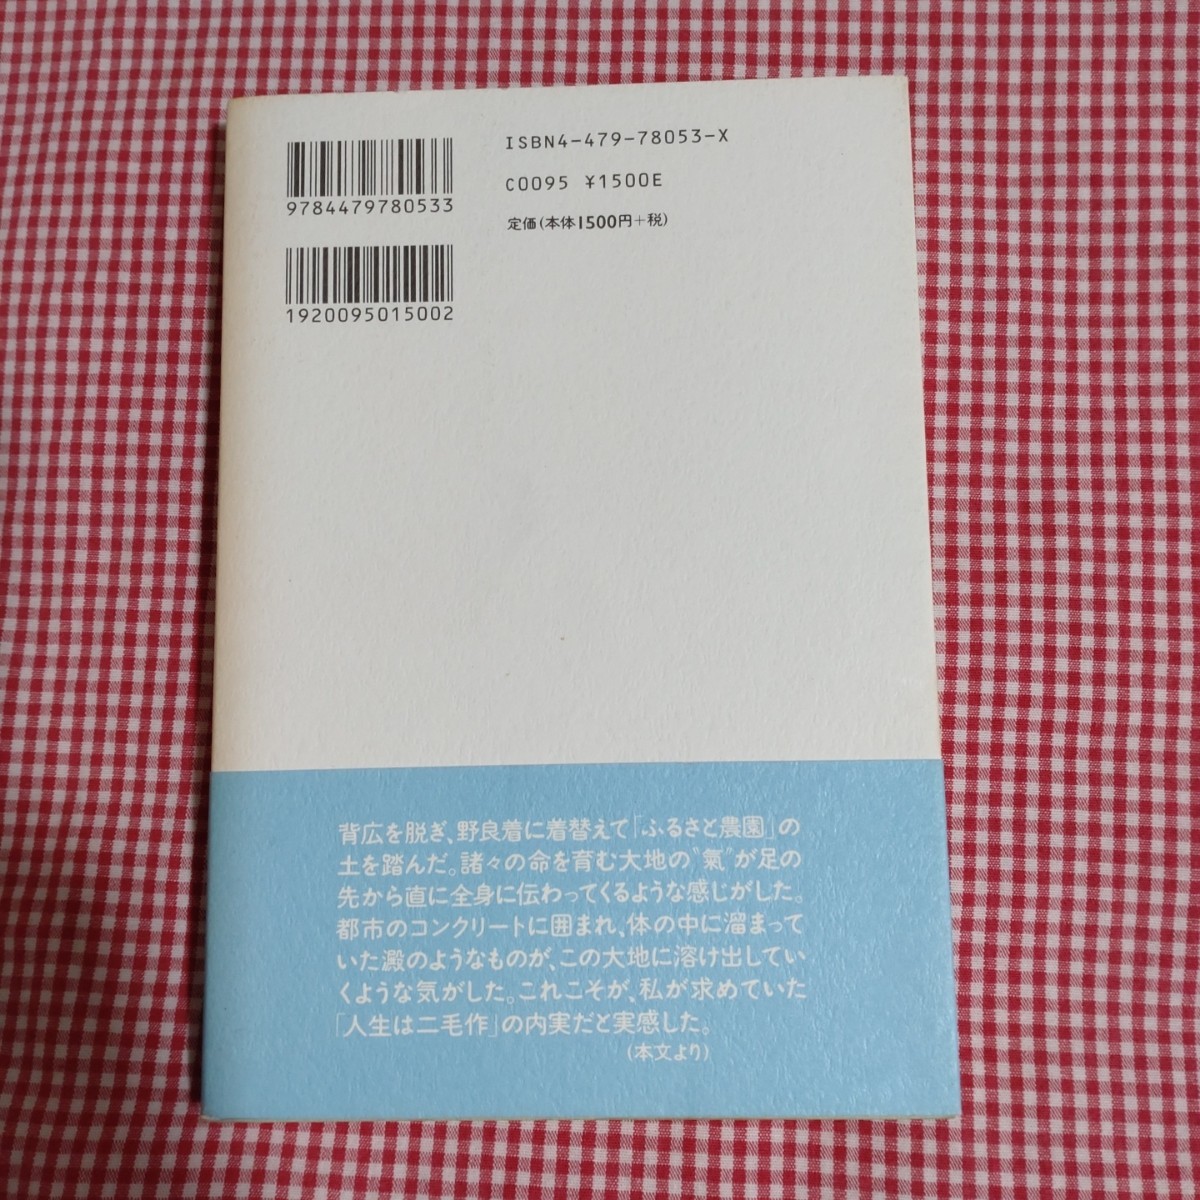 ISBN4-479-78053-X
C0095 ¥1500E
定価(本体1500円+税)
9784479780533
1920095015002
背広を脱ぎ、野良着に着替えて「ふるさと農園」の
土を踏んだ。諸々の命を育む大地の"氣"が足の
先から直に全身に伝わってくるような感じがした。
都市のコンクリートに囲まれ、体の中に溜まって
いた澱のようなものが、この大地に溶け出してい
くような気がした。これこそが、私が求めていた
「人生は二毛作」の内実だと実感した。
(本文より)